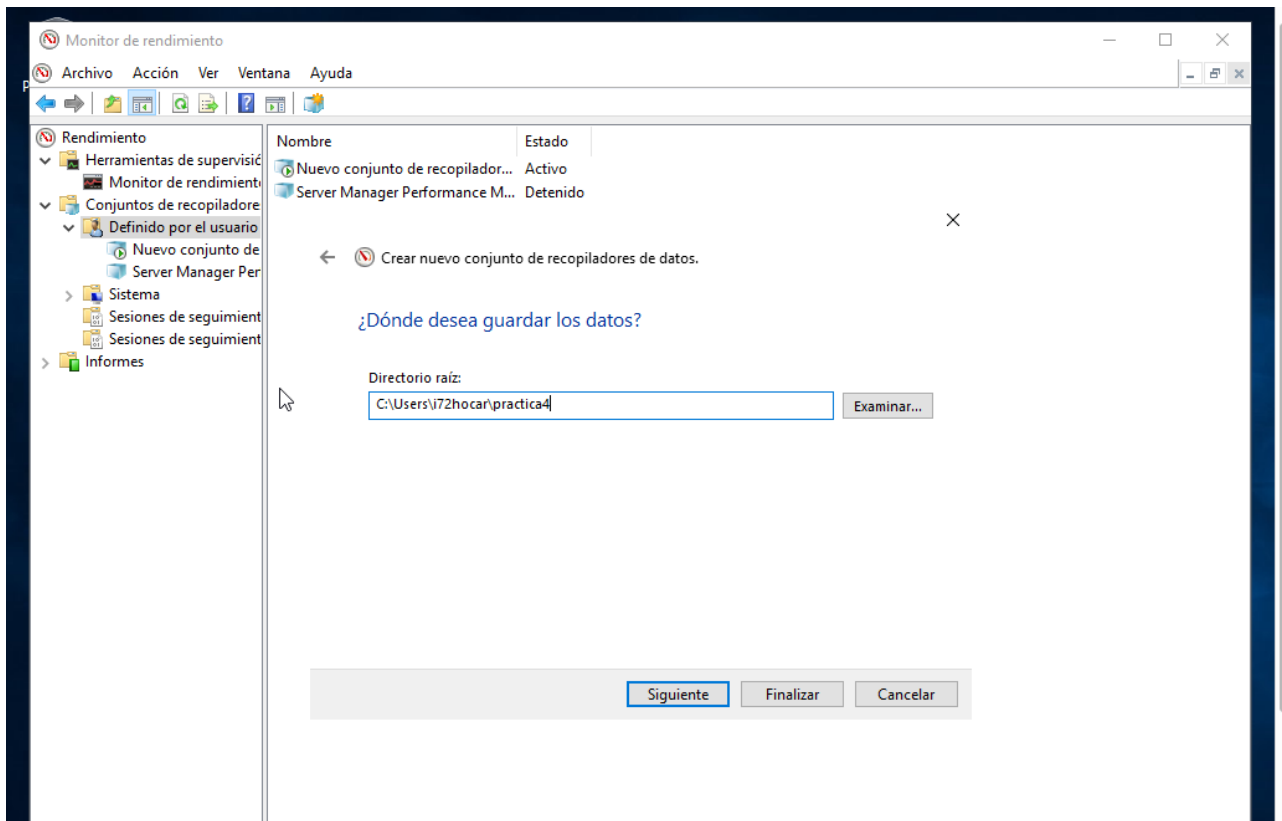 Monitor de rendimiento
Archivo Acción Ver Ventana Ayuda
Rendimiento
Herramientas de supervisió
Monitor de rendimient
Conjuntos de recopiladore
Definido por el usuario
Nuevo conjunto de
Server Manager Per
Sistema
Sesiones de seguimient
Sesiones de seguimient
Informes
Nombre Estado
Nuevo conjunto de recopilador... Activo
Server Manager Performance M... Detenido
Crear nuevo conjunto de recopiladores de datos.
¿Dónde desea guardar los datos?
Directorio raíz:
C:\Users\i72hocar\practica4
Examinar...
Siguiente Finalizar Cancelar